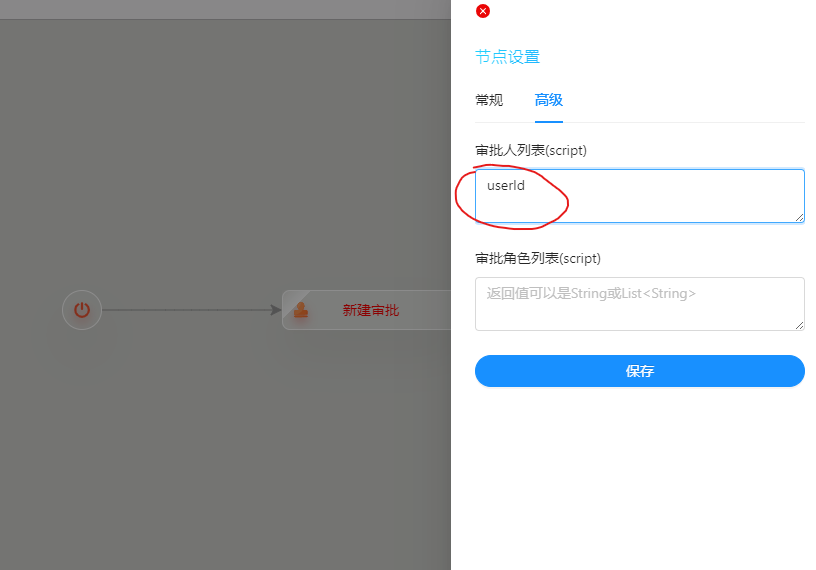 节点设置
常规 高级
审批人列表(script)
userId
审批角色列表(script)
返回值可以是String或List<String>
新建审批
保存